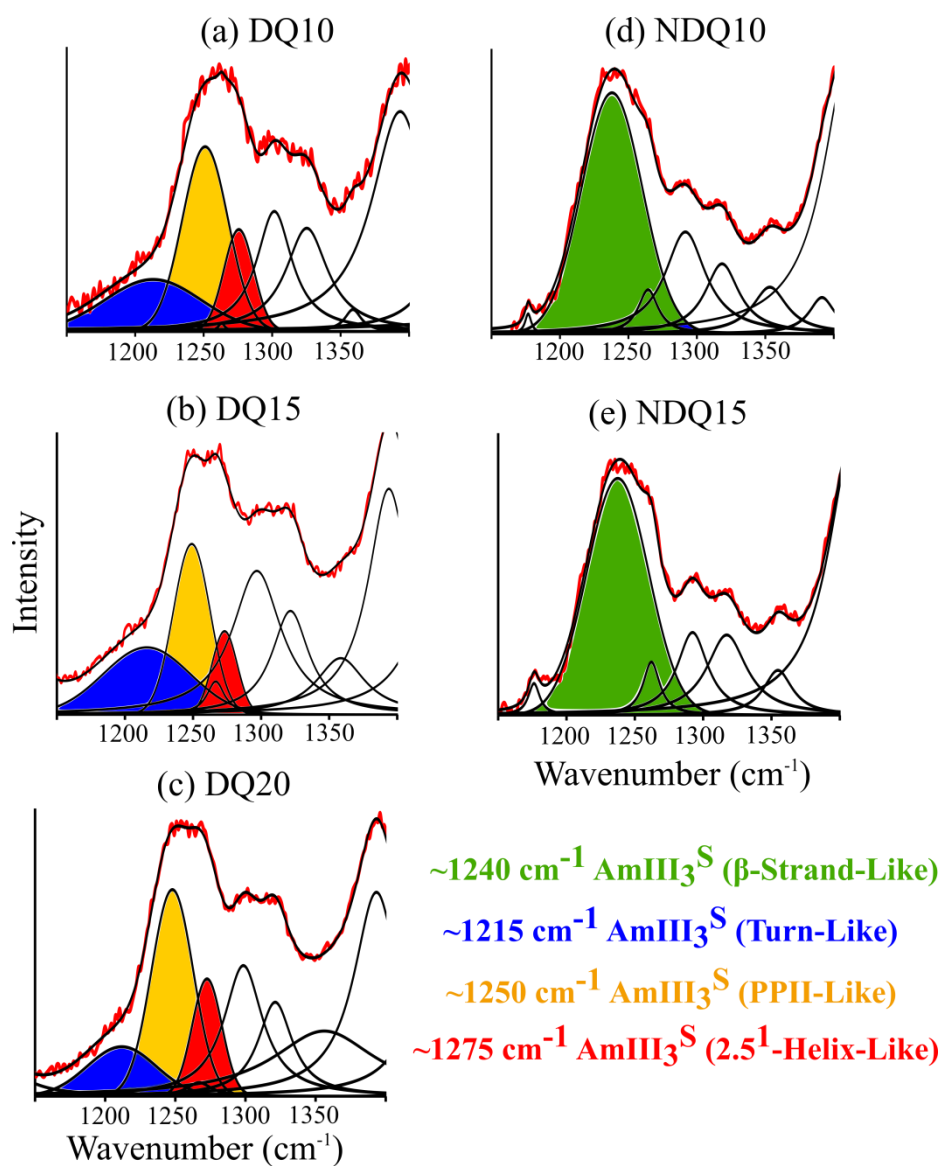 (a) DQ10
1200 1250 1300 1350
(d) NDQ10
1150 1200 1250 1300 1350
(b) DQ15
1200 1250 1300 1350
(e) NDQ15
1200 1250 1300 1350
Wavenumber (cm⁻¹)
Intensity
(c) DQ20
1200 1250 1300 1350
Wavenumber (cm⁻¹)
~1240 cm⁻¹ AmIII₃ˢ (β-Strand-Like)
~1215 cm⁻¹ AmIII₃ˢ (Turn-Like)
~1250 cm⁻¹ AmIII₃ˢ (PPII-Like)
~1275 cm⁻¹ AmIII₃ˢ (2.5¹-Helix-Like)